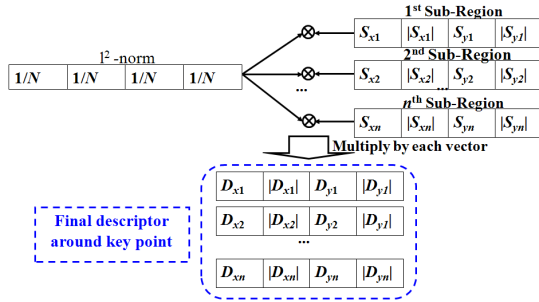 1st Sub-Region
Sx1 |Sx1| Sy1 |Sy1|
l2 -norm
1/N 1/N 1/N 1/N
2nd Sub-Region
Sx2 |Sx2| Sy2 |Sy2|
...
...
nth Sub-Region
Sxn |Sxn| Syn |Syn|
Multiply by each vector
Dx1 |Dx1| Dy1 |Dy1|
Final descriptor
around key point
Dx2 |Dx2| Dy2 |Dy1|
...
Dxn |Dxn| Dyn |Dyn|